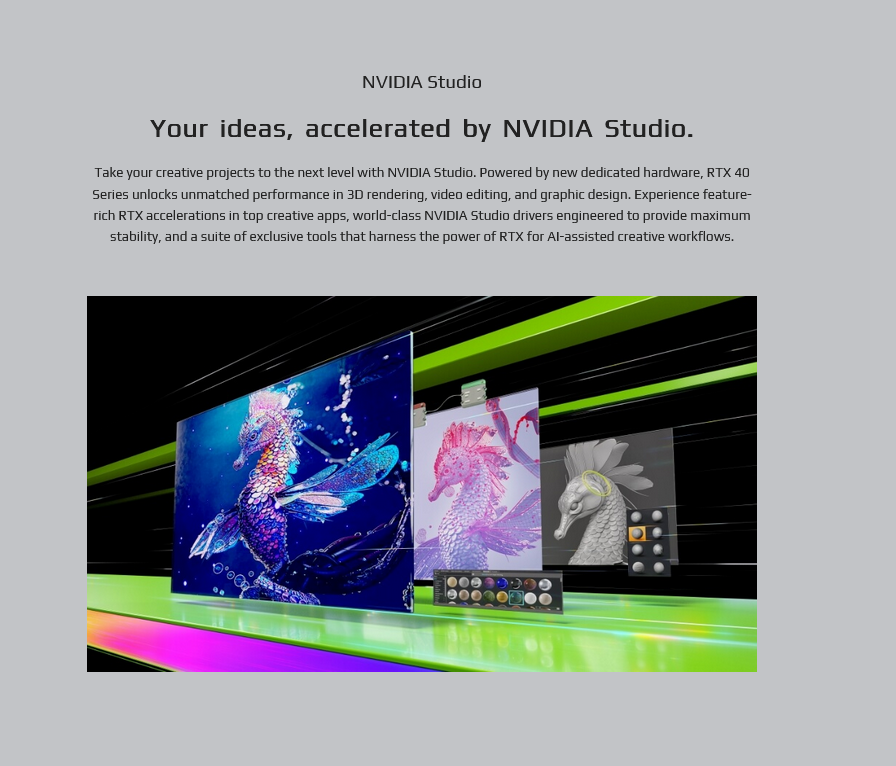 NVIDIA Studio
Your ideas, accelerated by NVIDIA Studio.
Take your creative projects to the next level with NVIDIA Studio. Powered by new dedicated hardware, RTX 40
Series unlocks unmatched performance in 3D rendering, video editing, and graphic design. Experience feature-
rich RTX accelerations in top creative apps, world-class NVIDIA Studio drivers engineered to provide maximum
stability, and a suite of exclusive tools that harness the power of RTX for AI-assisted creative workflows.